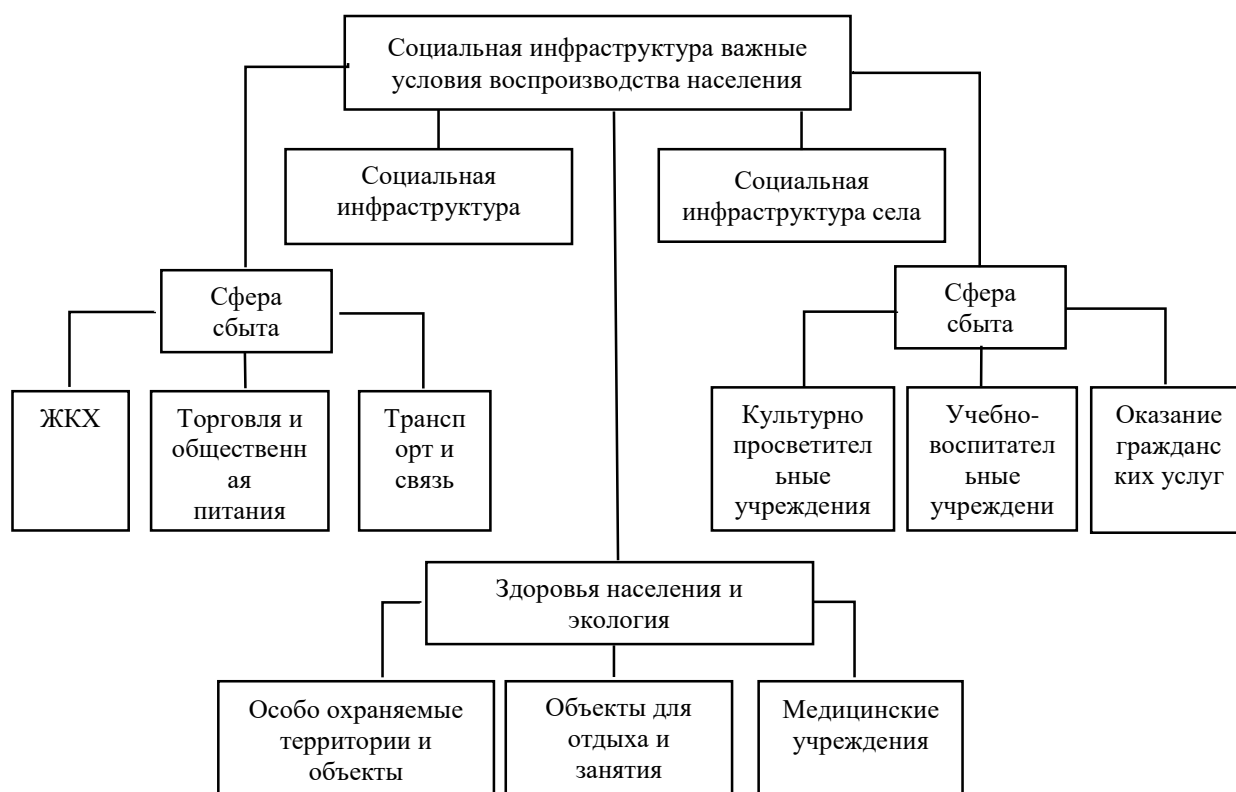 Социальная инфраструктура важные
условия воспроизводства населения
Социальная
инфраструктура
Социальная
инфраструктура села
Сфера
сбыта
Сфера
сбыта
ЖКХ
Торговля и
общественн
ая
питания
Трансп
орт и
связь
Культурно
просветител
ьные
учреждения
Учебно-
воспитател
ьные
учреждени
Оказание
гражданс
ких услуг
Здоровья населения и
экология
Особо охраняемые
территории и
объекты
Объекты для
отдыха и
занятия
Медицинские
учреждения